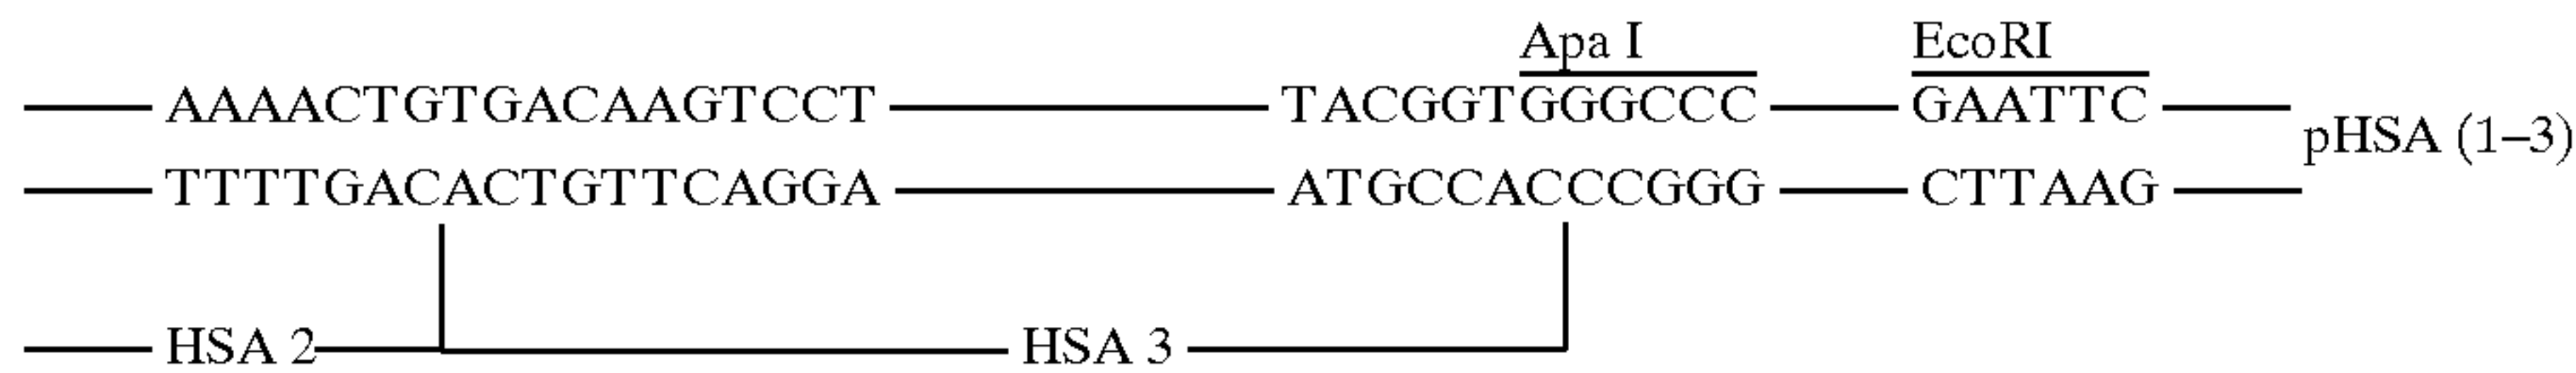 Apa I EcoRI
AAAACTGTGACAAGTCCT TACGGTGGGCCC GAATTC
pHSA (1–3)
TTTTGACACTGTTCAGGA ATGCCACCCGGG CTTAAG
HSA 2 HSA 3